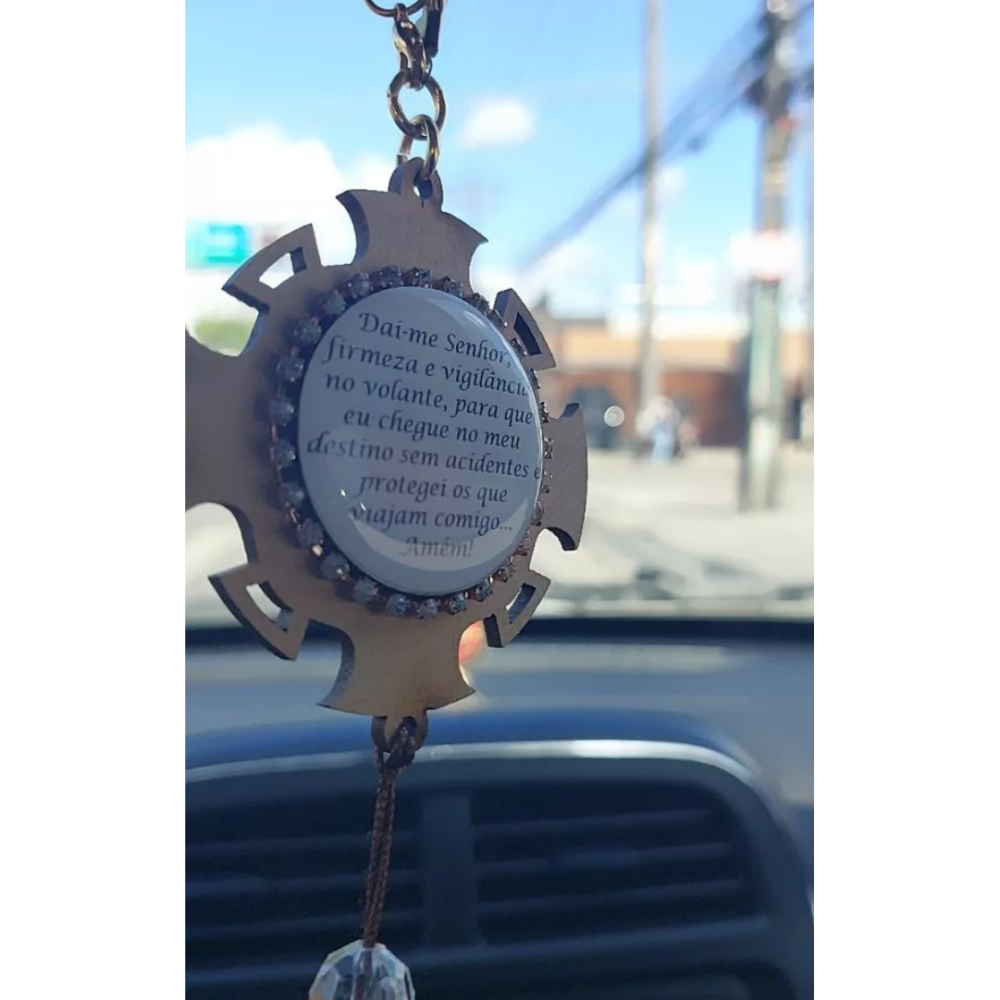 Dai-me Senhor,
firmeza e vigilância
no volante, para que
eu chegue no meu
destino sem acidentes e
protegei os que
viajam comigo...
Amém!